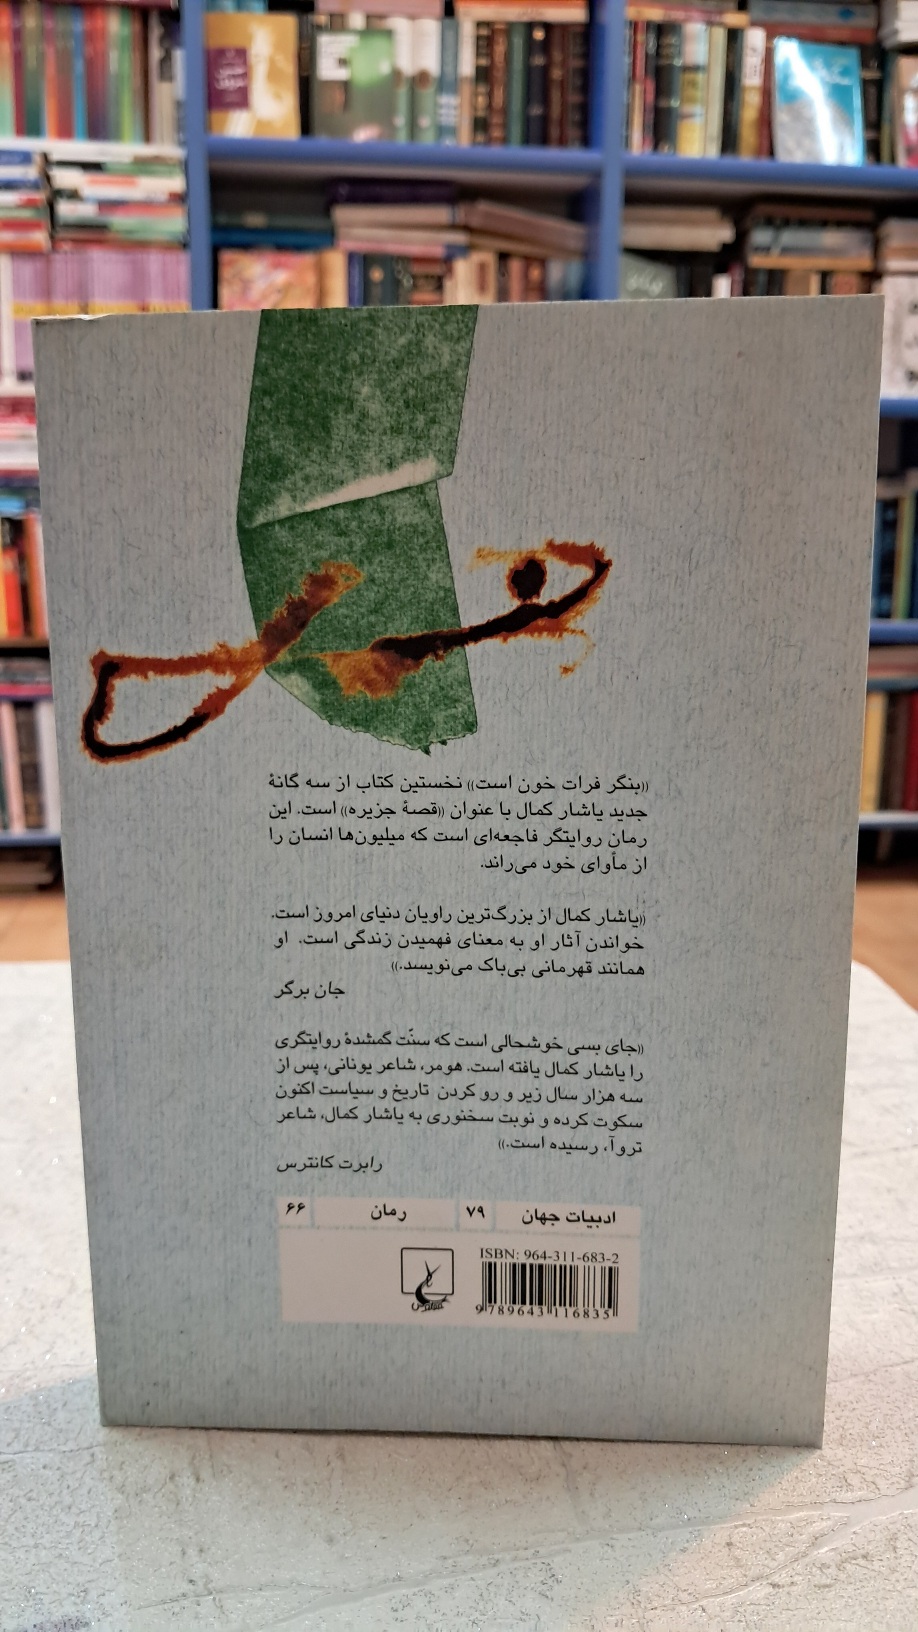 «بنگر فرات خون است» نخستین کتاب از سه گانهٔ
جدید یاشار کمال با عنوان «قصهٔ جزیره» است. این
رمان روایتگر فاجعه‌ای است که میلیون‌ها انسان را
از مأوای خود می‌راند.
«یاشار کمال از بزرگ‌ترین راویان دنیای امروز است.
خواندن آثار او به معنای فهمیدن زندگی است. او
همانند قهرمانی بی‌باک می‌نویسد.»
جان برگر
«جای بسی خوشحالی است که سنّت گمشدهٔ روایتگری
را یاشار کمال یافته است. هومر، شاعر یونانی، پس از
سه هزار سال زیر و رو کردن تاریخ و سیاست اکنون
سکوت کرده و نوبت سخنوری به یاشار کمال، شاعر
تروآ، رسیده است.»
رابرت کانترس
ادبیات جهان ۷۹ رمان ۶۶
ISBN: 964-311-683-2
9 789643 116835
ققنوس